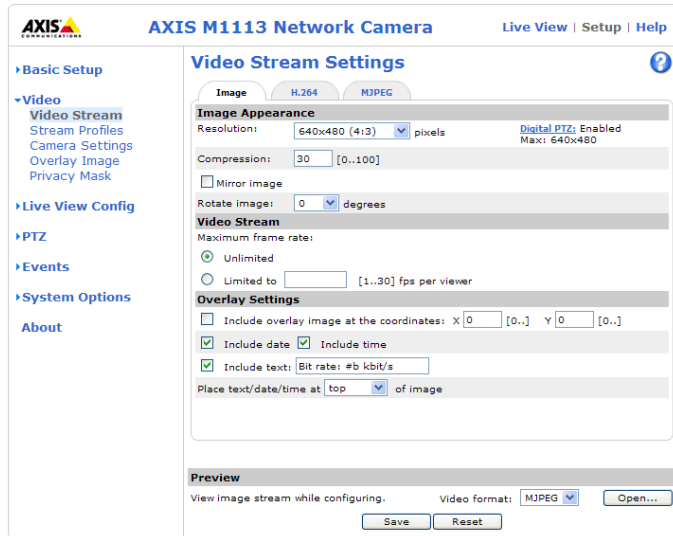 AXIS
COMMUNICATIONS
AXIS M1113 Network Camera
Live View | Setup | Help
Basic Setup
Video
Video Stream
Stream Profiles
Camera Settings
Overlay Image
Privacy Mask
Live View Config
PTZ
Events
System Options
About
Video Stream Settings
?
Image H.264 MJPEG
Image Appearance
Resolution: 640x480 (4:3) pixels Digital PTZ: Enabled
Max: 640x480
Compression: 30 [0..100]
Mirror image
Rotate image: 0 degrees
Video Stream
Maximum frame rate:
Unlimited
Limited to [1..30] fps per viewer
Overlay Settings
Include overlay image at the coordinates: X 0 [0..] Y 0 [0..]
Include date Include time
Include text: Bit rate: #b kbit/s
Place text/date/time at top of image
Preview
View image stream while configuring. Video format: MJPEG Open...
Save Reset